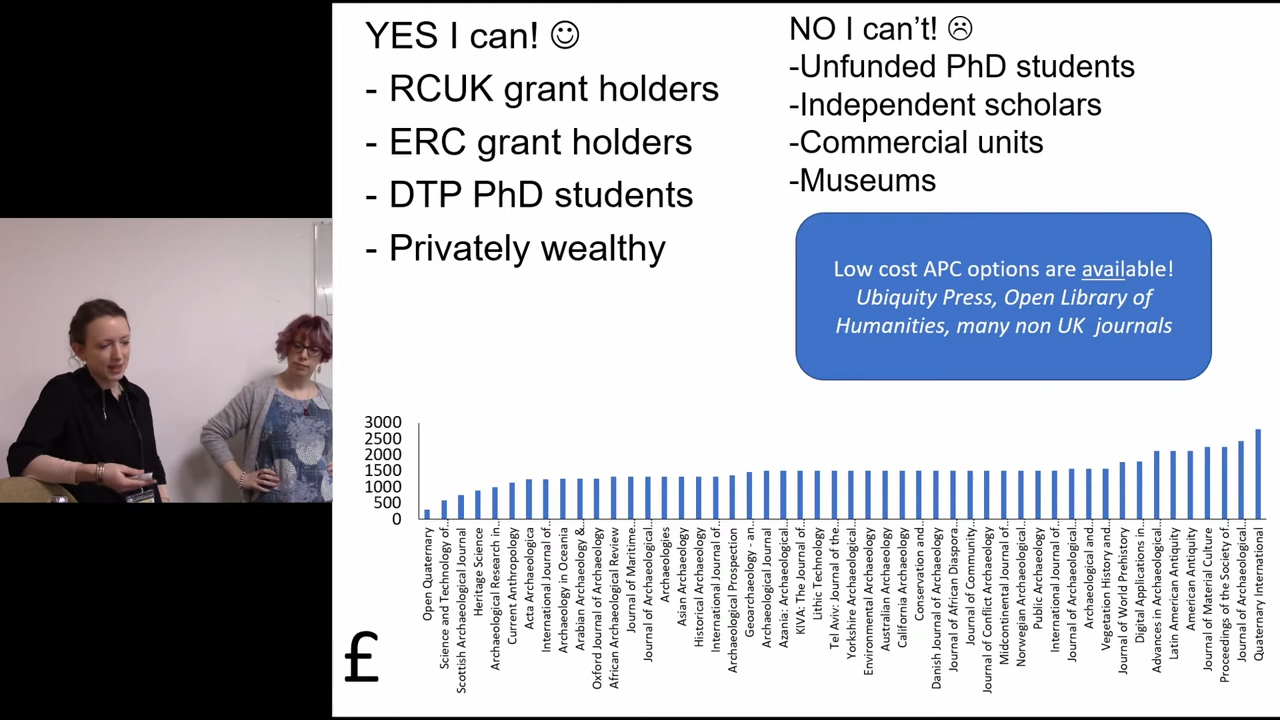 YES I can! ☺
- RCUK grant holders
- ERC grant holders
- DTP PhD students
- Privately wealthy
NO I can't! ☹
-Unfunded PhD students
-Independent scholars
-Commercial units
-Museums
Low cost APC options are available!
Ubiquity Press, Open Library of
Humanities, many non UK journals
3000
2500
2000
1500
1000
500
0
£
Open Quaternary
Science and Technology of...
Scottish Archaeological Journal
Heritage Science
Archaeological Research in...
Current Anthropology
Acta Archaeologica
International Journal of...
Archaeology in Oceania
Arabian Archaeology &...
Oxford Journal of Archaeology
African Archaeological Review
Journal of Maritime...
Journal of Archaeological...
Archaeologies
Asian Archaeology
Historical Archaeology
International Journal of...
Archaeological Prospection
Geoarchaeology - an...
Archaeological Journal
Azania: Archaeological...
KIVA: The Journal of...
Lithic Technology
Tel Aviv: Journal of the...
Yorkshire Archaeological...
Environmental Archaeology
Australian Archaeology
California Archaeology
Conservation and...
Danish Journal of Archaeology
Journal of African Diaspora...
Journal of Community...
Journal of Conflict Archaeology
Midcontinental Journal of...
Norwegian Archaeological...
Public Archaeology
International Journal of...
Journal of Archaeological...
Archaeological and...
Vegetation History and...
Journal of World Prehistory
Digital Applications in...
Advances in Archaeological...
Latin American Antiquity
American Antiquity
Journal of Material Culture
Proceedings of the Society of...
Journal of Archaeological...
Quaternary International